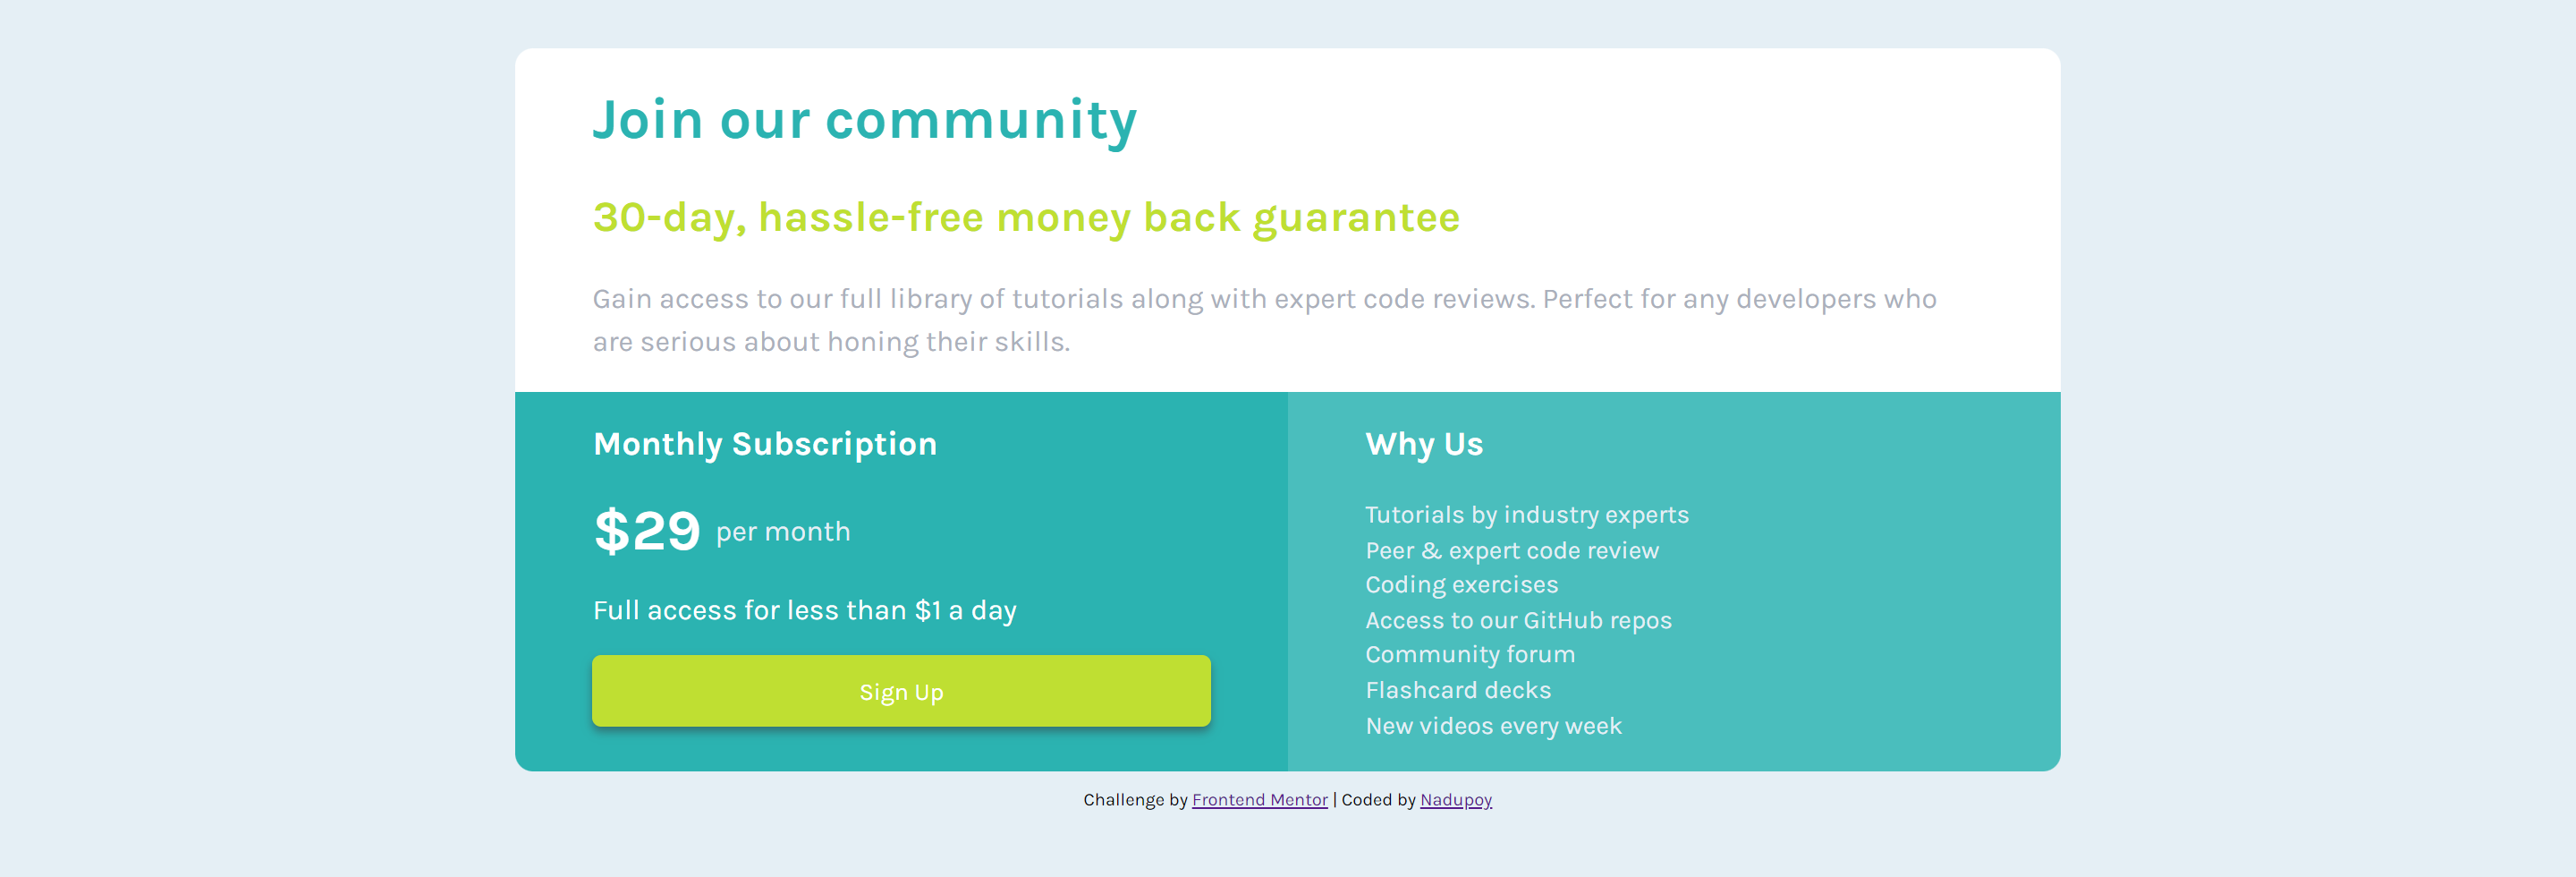 Join our community
30-day, hassle-free money back guarantee
Gain access to our full library of tutorials along with expert code reviews. Perfect for any developers who
are serious about honing their skills.
Monthly Subscription
$29 per month
Full access for less than $1 a day
Sign Up
Why Us
Tutorials by industry experts
Peer & expert code review
Coding exercises
Access to our GitHub repos
Community forum
Flashcard decks
New videos every week
Challenge by Frontend Mentor | Coded by Nadupoy